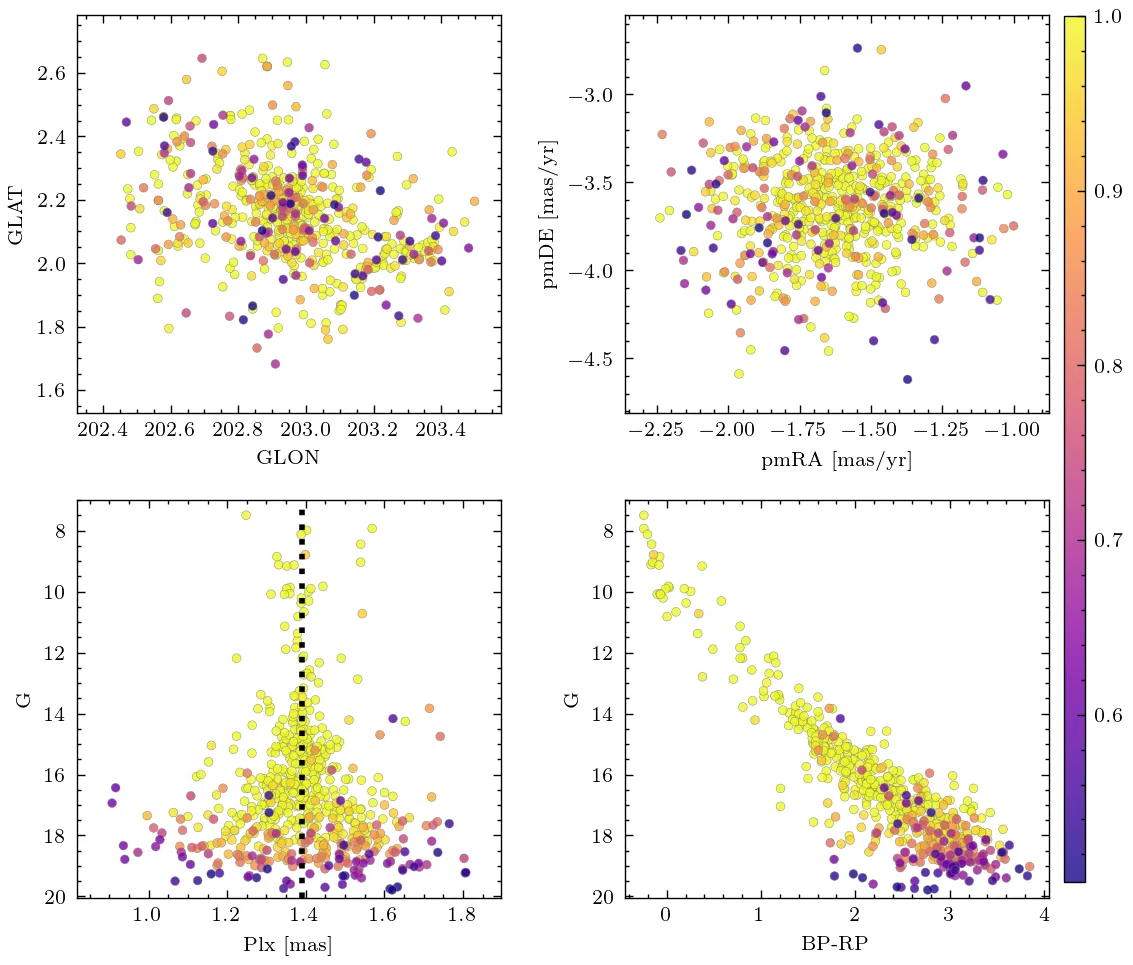 2.6
2.4
2.2
2.0
1.8
1.6
GLAT
202.4 202.6 202.8 203.0 203.2 203.4
GLON
−3.0
−3.5
−4.0
−4.5
pmDE [mas/yr]
−2.25 −2.00 −1.75 −1.50 −1.25 −1.00
pmRA [mas/yr]
1.0
0.9
0.8
0.7
0.6
8
10
12
14
16
18
20
G
1.0 1.2 1.4 1.6 1.8
Plx [mas]
8
10
12
14
16
18
20
G
0 1 2 3 4
BP-RP